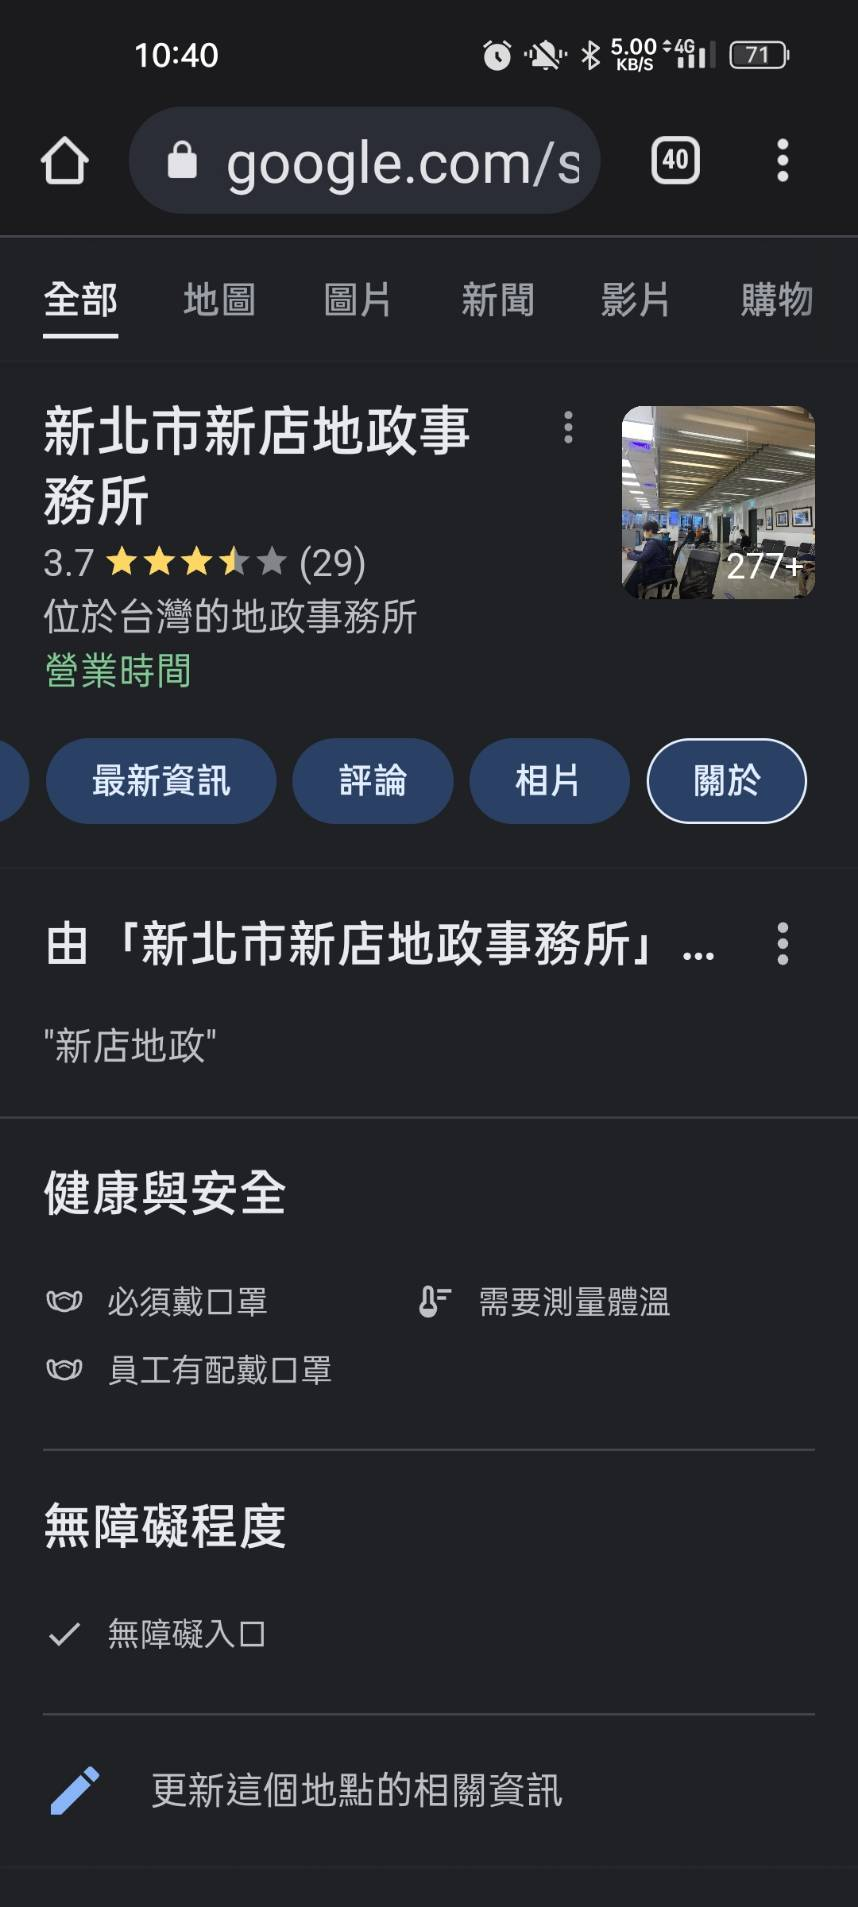 10:40
5.00 KB/S 4G 71
google.com/s
40
全部 地圖 圖片 新聞 影片 購物
新北市新店地政事
務所
3.7 (29)
277+
位於台灣的地政事務所
營業時間
最新資訊 評論 相片 關於
由「新北市新店地政事務所」...
"新店地政"
健康與安全
必須戴口罩 需要測量體溫
員工有配戴口罩
無障礙程度
無障礙入口
更新這個地點的相關資訊